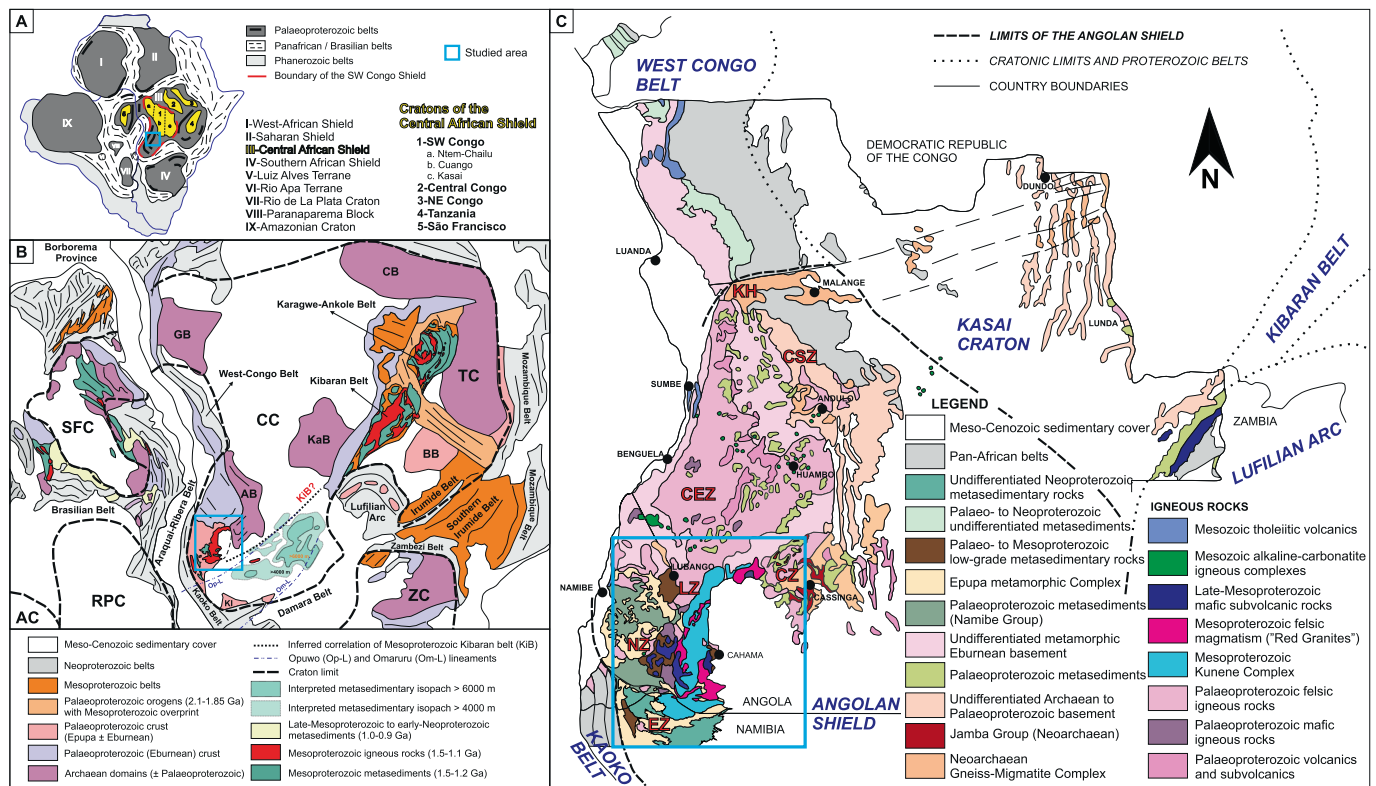 A
Palaeoproterozoic belts
Panafrican / Brasilian belts
Phanerozoic belts
Boundary of the SW Congo Shield
Studied area
I
II
III
IX
IV
VII
I-West-African Shield
II-Saharan Shield
III-Central African Shield
IV-Southern African Shield
V-Luiz Alves Terrane
VI-Rio Apa Terrane
VII-Rio de La Plata Craton
VIII-Paranaparema Block
IX-Amazonian Craton
Cratons of the
Central African Shield
1-SW Congo
a. Ntem-Chailu
b. Cuango
c. Kasai
2-Central Congo
3-NE Congo
4-Tanzania
5-São Francisco
B
Borborema
Province
CB
Karagwe-Ankole Belt
GB
West-Congo Belt
TC
Mozambique Belt
Kibaran Belt
SFC
CC
KaB
BB
AB
KiB?
Lufilian
Arc
Irumide Belt
Southern
Irumide Belt
Mozambique Belt
Brasilian Belt
Araquaí-Ribera Belt
Zambezi Belt
>4000 m
Op-L
Om-L
KI
Kaoko Belt
Damara Belt
RPC
ZC
AC
Meso-Cenozoic sedimentary cover
Neoproterozoic belts
Mesoproterozoic belts
Palaeoproterozoic orogens (2.1-1.85 Ga)
with Mesoproterozoic overprint
Palaeoproterozoic crust
(Epupa ± Eburnean)
Palaeoproterozoic (Eburnean) crust
Archaean domains (± Palaeoproterozoic)
Inferred correlation of Mesoproterozoic Kibaran belt (KiB)
Opuwo (Op-L) and Omaruru (Om-L) lineaments
Craton limit
Interpreted metasedimentary isopach > 6000 m
Interpreted metasedimentary isopach > 4000 m
Late-Mesoproterozoic to early-Neoproterozoic
metasediments (1.0-0.9 Ga)
Mesoproterozoic igneous rocks (1.5-1.1 Ga)
Mesoproterozoic metasediments (1.5-1.2 Ga)
C
LIMITS OF THE ANGOLAN SHIELD
CRATONIC LIMITS AND PROTEROZOIC BELTS
COUNTRY BOUNDARIES
WEST CONGO
BELT
DEMOCRATIC REPUBLIC
OF THE CONGO
N
DUNDO
LUANDA
KH
MALANGE
KASAI
CRATON
LUNDA
KIBARAN BELT
CSZ
SUMBE
ANDULO
ZAMBIA
LUFILIAN ARC
BENGUELA
HUAMBO
CEZ
NAMIBE
LUBANGO
LZ
CZ
CASSINGA
NZ
CAHAMA
ANGOLA
NAMIBIA
ANGOLAN
SHIELD
EZ
KAOKO
BELT
LEGEND
Meso-Cenozoic sedimentary cover
Pan-African belts
Undifferentiated Neoproterozoic
metasedimentary rocks
Palaeo- to Neoproterozoic
undifferentiated metasediments
Palaeo- to Mesoproterozoic
low-grade metasedimentary rocks
Epupa metamorphic Complex
Palaeoproterozoic metasediments
(Namibe Group)
Undifferentiated metamorphic
Eburnean basement
Palaeoproterozoic metasediments
Undifferentiated Archaean to
Palaeoproterozoic basement
Jamba Group (Neoarchaean)
Neoarchaean
Gneiss-Migmatite Complex
IGNEOUS ROCKS
Mesozoic tholeiitic volcanics
Mesozoic alkaline-carbonatite
igneous complexes
Late-Mesoproterozoic
mafic subvolcanic rocks
Mesoproterozoic felsic
magmatism ("Red Granites")
Mesoproterozoic
Kunene Complex
Palaeoproterozoic felsic
igneous rocks
Palaeoproterozoic mafic
igneous rocks
Palaeoproterozoic volcanics
and subvolcanics